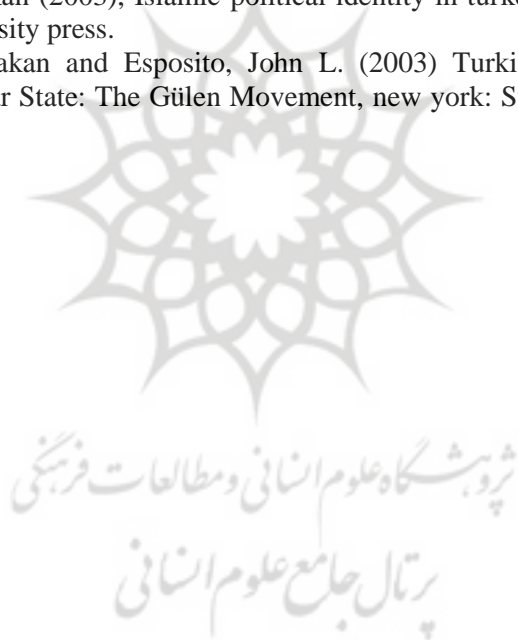 an (2003), Islamic political identity in turke
sity press.
akan and Esposito, John L. (2003) Turki
r State: The Gülen Movement, new york: S
پژوهشگاه علوم انسانی و مطالعات فرهنگی
پرتال جامع علوم انسانی